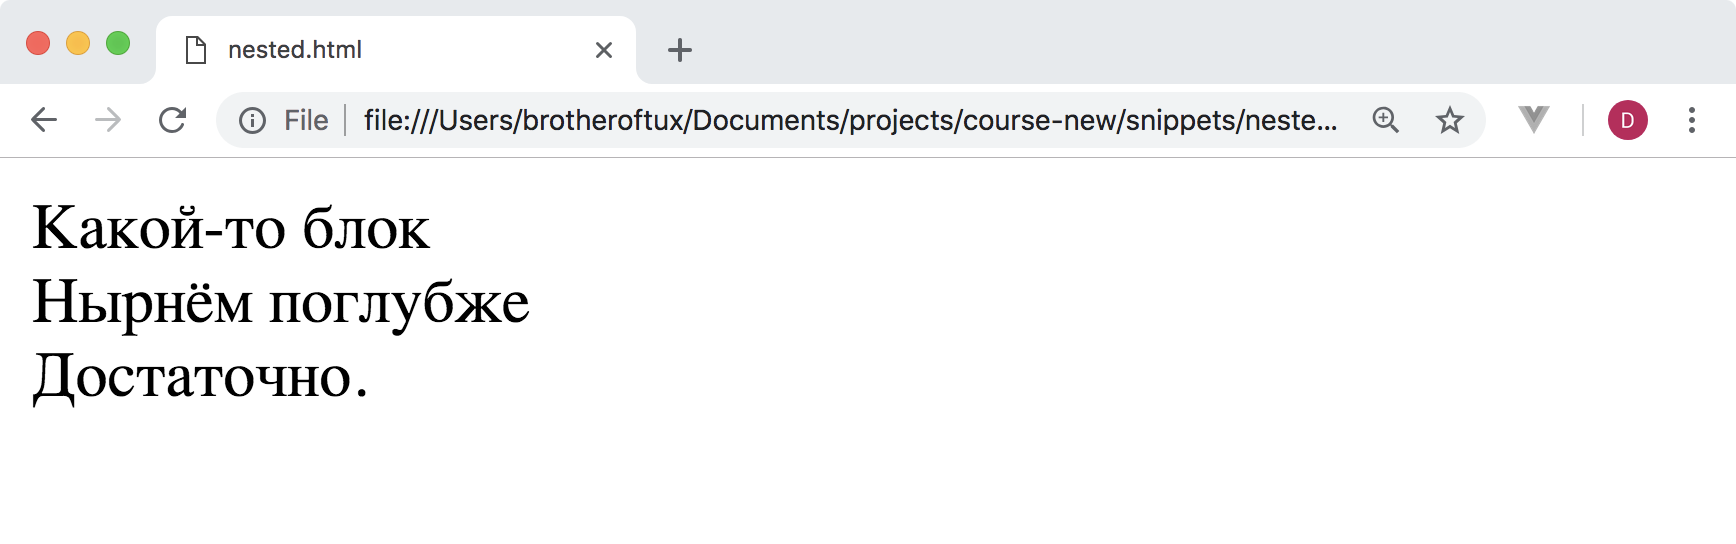 nested.html
File file:///Users/brotheroftux/Documents/projects/course-new/snippets/neste...
D
Какой-то блок
Нырнём поглубже
Достаточно.